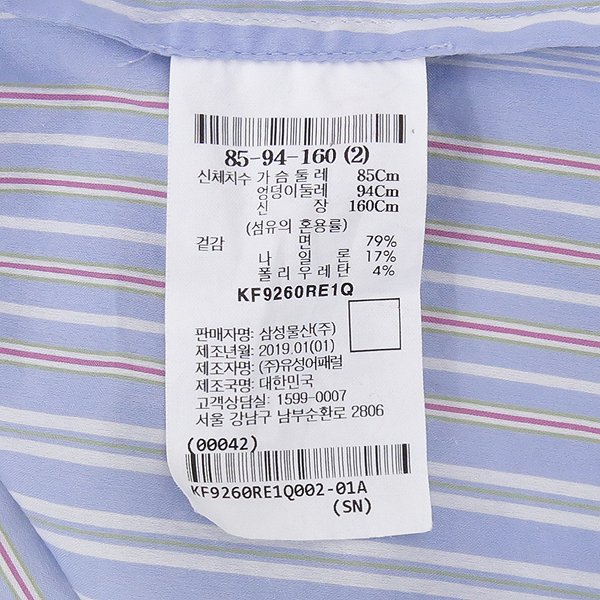 85-94-160 (2)
신체치수 가 슴 둘 레 85Cm
엉덩이둘레 94Cm
신 장 160Cm
(섬유의 혼용률)
겉감 면 79%
나 일 론 17%
폴 리 우 레 탄 4%
KF9260RE1Q
판매자명: 삼성물산(주)
제조년월: 2019.01(01)
제조자명: (주)유성어패럴
제조국명: 대한민국
고객상담실: 1599-0007
서울 강남구 남부순환로 2806
(00042)
KF9260RE1Q002-01A
(SN)